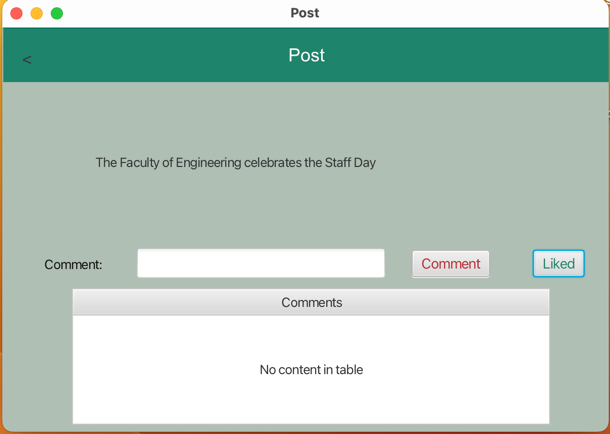 Post
<
Post
The Faculty of Engineering celebrates the Staff Day
Comment:
Comment
Liked
Comments
No content in table